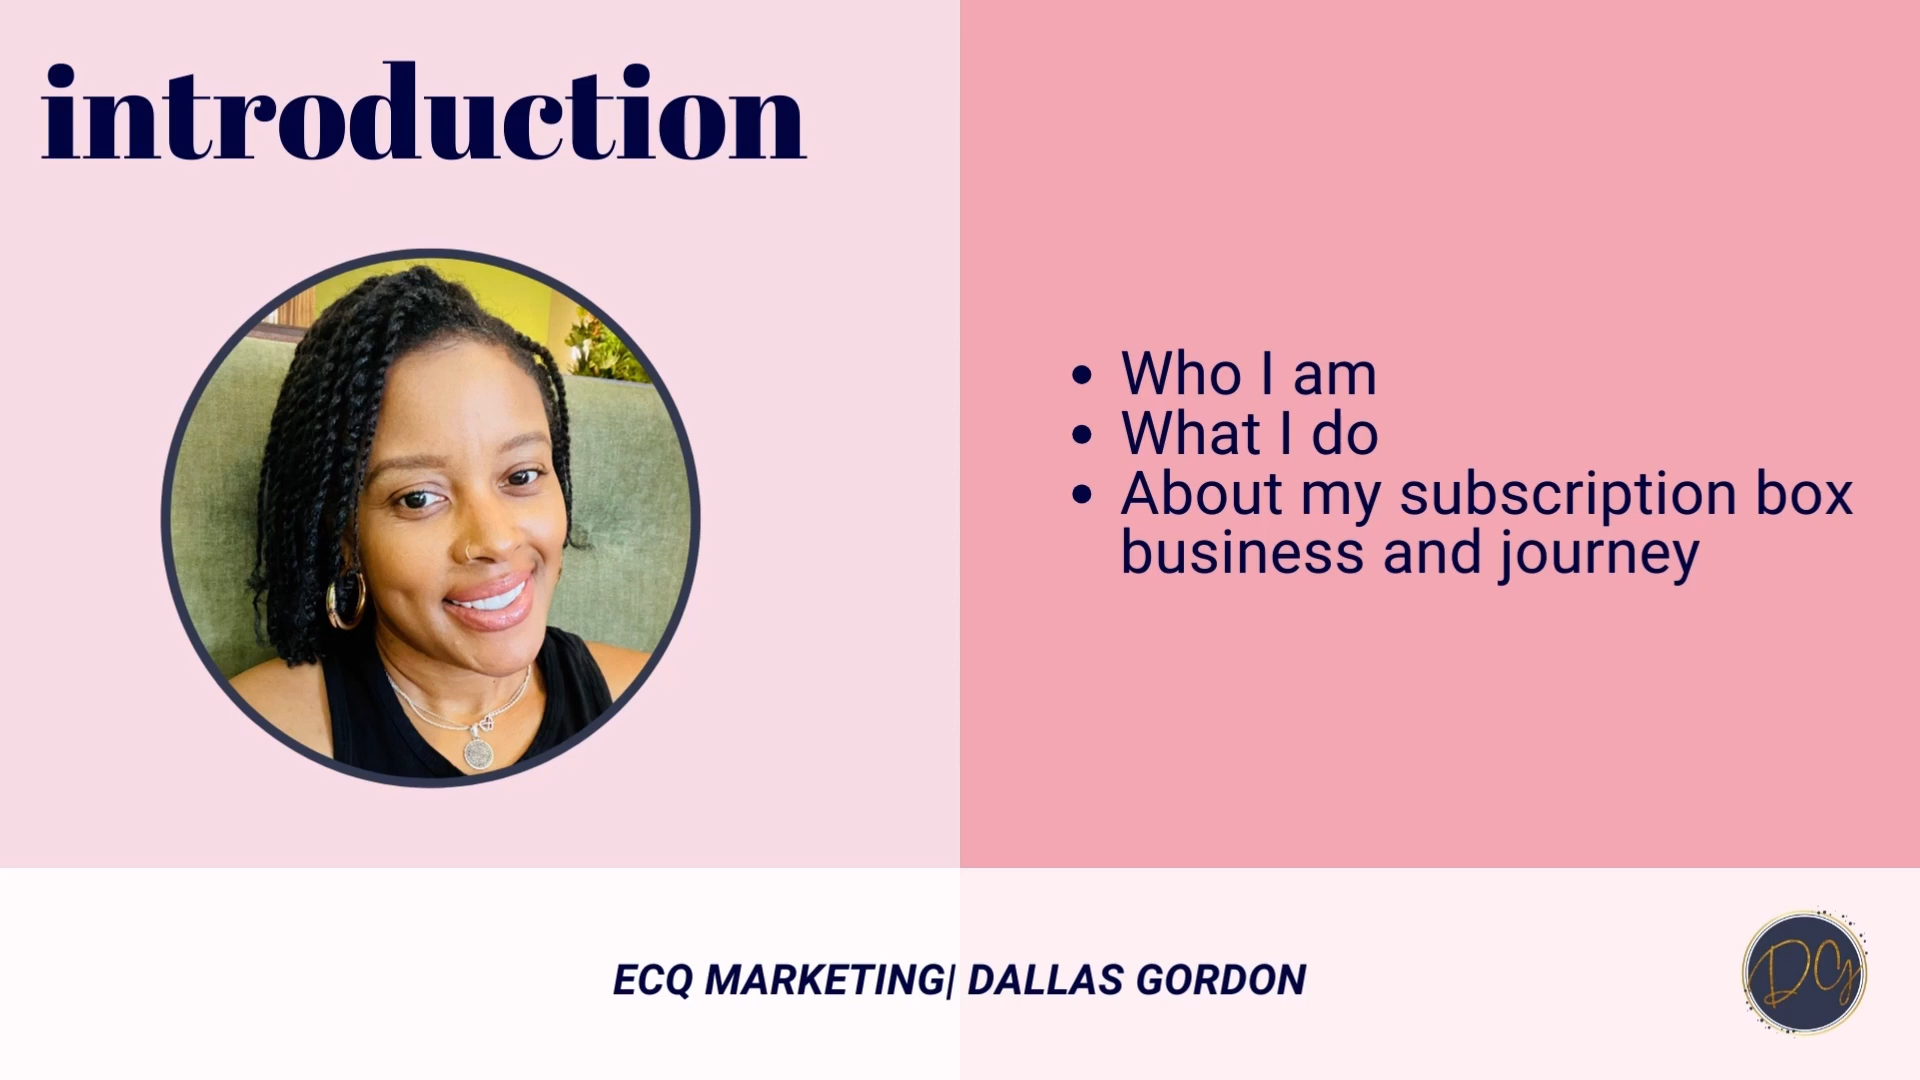 introduction
Who I am
What I do
About my subscription box
business and journey
ECQ MARKETING| DALLAS GORDON
DG